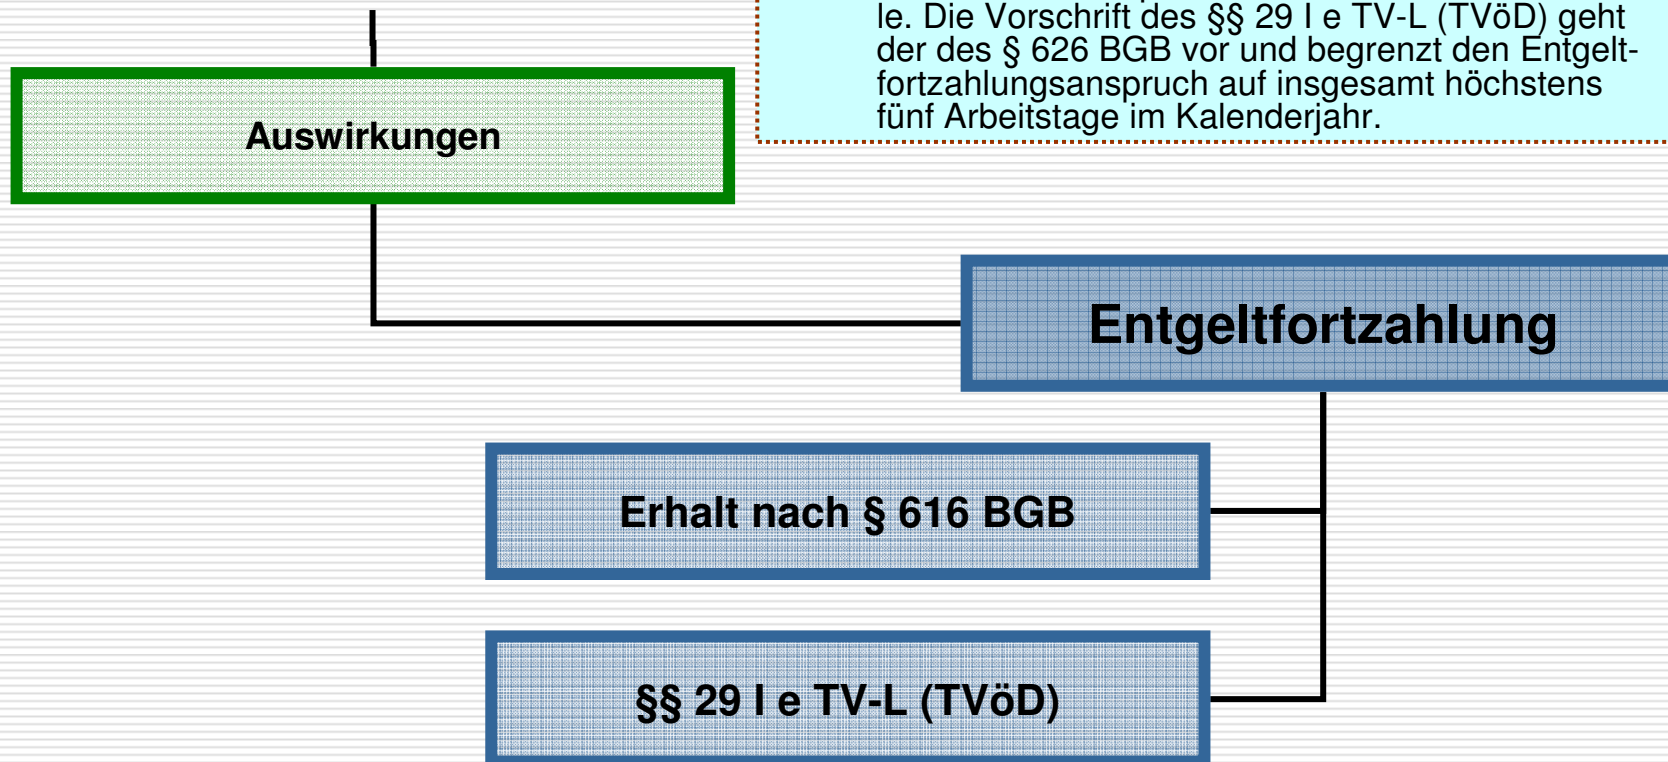 le. Die Vorschrift des §§ 29 I e TV-L (TVöD) geht
der des § 626 BGB vor und begrenzt den Entgelt-
fortzahlungsanspruch auf insgesamt höchstens
fünf Arbeitstage im Kalenderjahr.
Auswirkungen
Entgeltfortzahlung
Erhalt nach § 616 BGB
§§ 29 I e TV-L (TVöD)